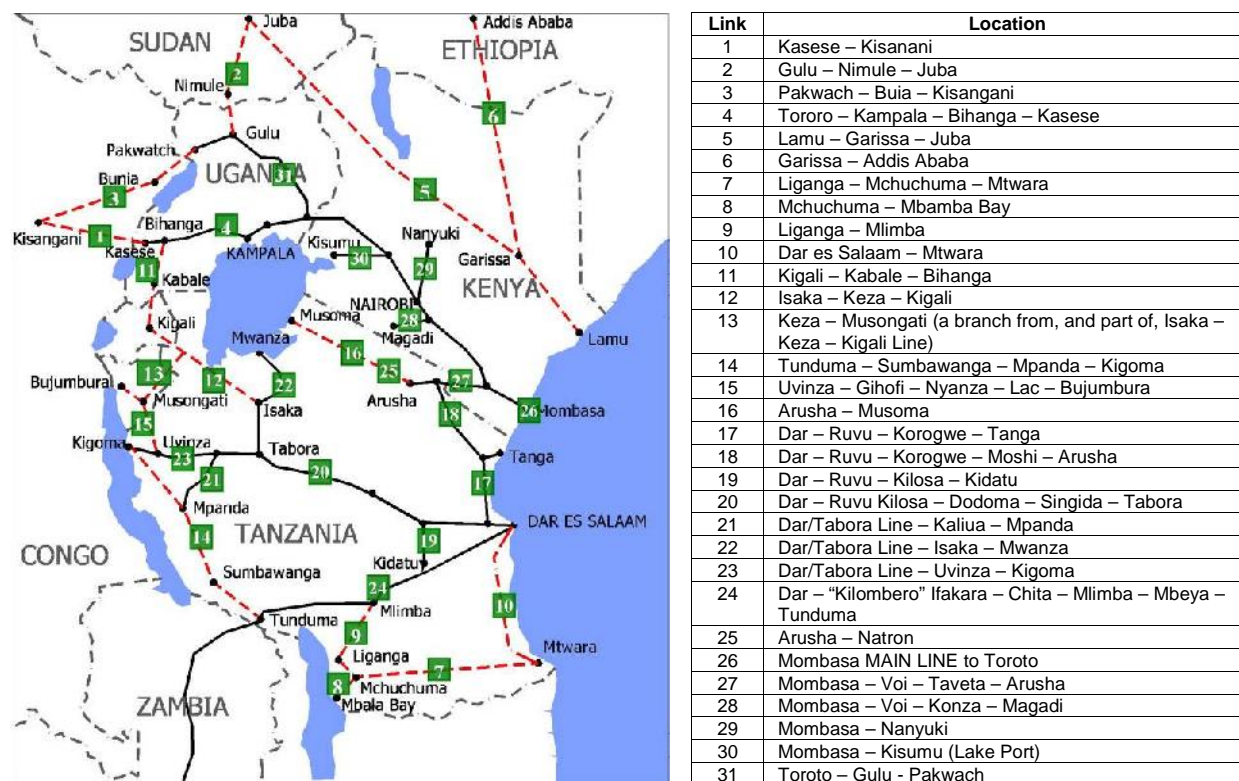 Juba
Addis Ababa
SUDAN
ETHIOPIA
2
Nimule
6
Gulu
Pakwatch
UGANDA
31
Bunia
3
5
Bihanga
4
Kisangani
1
Kasese
KAMPALA
Kisumu
30
Nanyuki
29
Garissa
11
Kabale
KENYA
NAIROBI
28
Musoma
Magadi
Kigali
Mwanza
Lamu
16
13
12
22
25
27
Bujumbura
Musongati
Isaka
Arusha
18
26
Mombasa
15
Kigoma
Uvinza
Tabora
Tanga
23
20
21
17
Mpanda
TANZANIA
DAR ES SALAAM
14
19
CONGO
Kidatu
Sumbawanga
24
Mlimba
10
Tunduma
9
Mtwara
Liganga
7
8
Mchuchuma
ZAMBIA
Mbala Bay
Link Location
1 Kasese – Kisanani
2 Gulu – Nimule – Juba
3 Pakwach – Buia – Kisangani
4 Tororo – Kampala – Bihanga – Kasese
5 Lamu – Garissa – Juba
6 Garissa – Addis Ababa
7 Liganga – Mchuchuma – Mtwara
8 Mchuchuma – Mbamba Bay
9 Liganga – Mlimba
10 Dar es Salaam – Mtwara
11 Kigali – Kabale – Bihanga
12 Isaka – Keza – Kigali
13 Keza – Musongati (a branch from, and part of, Isaka –
Keza – Kigali Line)
14 Tunduma – Sumbawanga – Mpanda – Kigoma
15 Uvinza – Gihofi – Nyanza – Lac – Bujumbura
16 Arusha – Musoma
17 Dar – Ruvu – Korogwe – Tanga
18 Dar – Ruvu – Korogwe – Moshi – Arusha
19 Dar – Ruvu – Kilosa – Kidatu
20 Dar – Ruvu Kilosa – Dodoma – Singida – Tabora
21 Dar/Tabora Line – Kaliua – Mpanda
22 Dar/Tabora Line – Isaka – Mwanza
23 Dar/Tabora Line – Uvinza – Kigoma
24 Dar – “Kilombero” Ifakara – Chita – Mlimba – Mbeya –
Tunduma
25 Arusha – Natron
26 Mombasa MAIN LINE to Toroto
27 Mombasa – Voi – Taveta – Arusha
28 Mombasa – Voi – Konza – Magadi
29 Mombasa – Nanyuki
30 Mombasa – Kisumu (Lake Port)
31 Toroto – Gulu - Pakwach